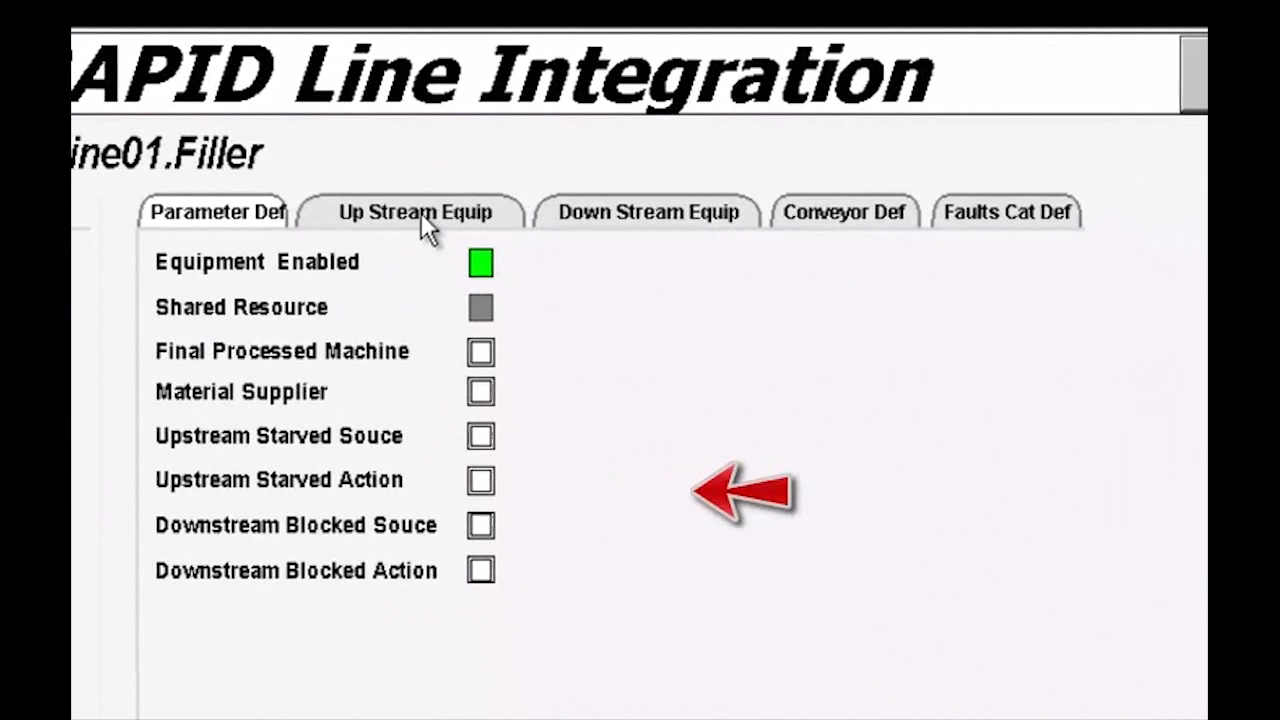 APID Line Integration
ine01.Filler
Parameter Def Up Stream Equip Down Stream Equip Conveyor Def Faults Cat Def
Equipment Enabled
Shared Resource
Final Processed Machine
Material Supplier
Upstream Starved Souce
Upstream Starved Action
Downstream Blocked Souce
Downstream Blocked Action